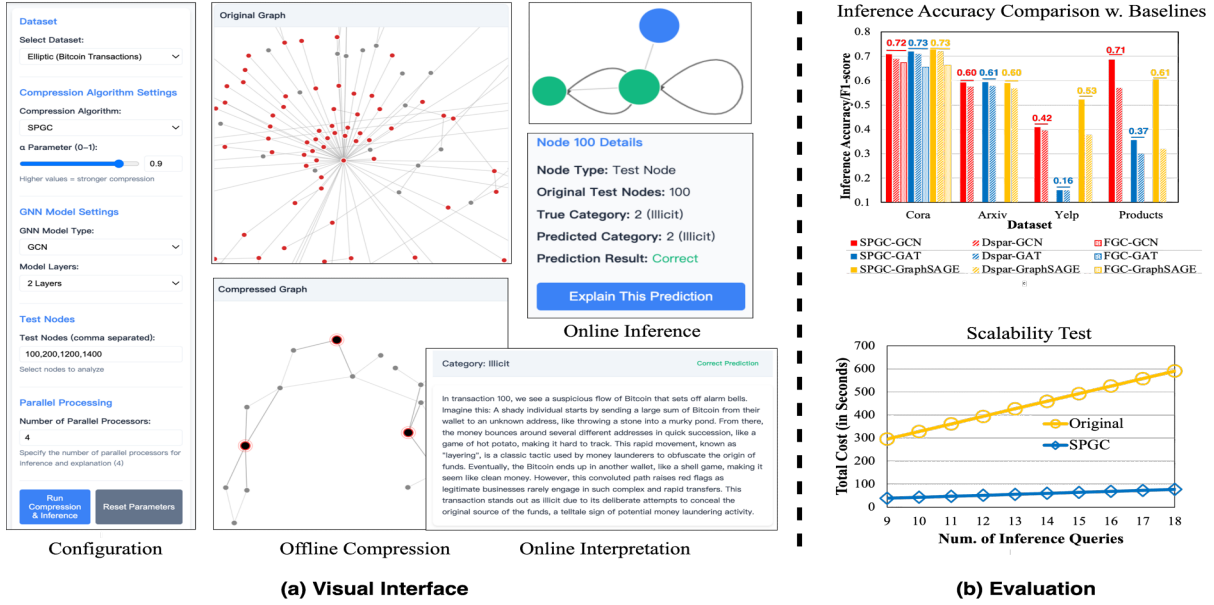 Dataset
Select Dataset:
Elliptic (Bitcoin Transactions)
Compression Algorithm Settings
Compression Algorithm:
SPGC
α Parameter (0-1):
0.9
Higher values = stronger compression
GNN Model Settings
GNN Model Type:
GCN
Model Layers:
2 Layers
Test Nodes
Test Nodes (comma separated):
100,200,1200,1400
Select nodes to analyze
Parallel Processing
Number of Parallel Processors:
4
Specify the number of parallel processors for
inference and explanation (4)
Run
Compression
& Inference
Reset Parameters
Configuration
Original Graph
Compressed Graph
Offline Compression
Node 100 Details
Node Type: Test Node
Original Test Nodes: 100
True Category: 2 (Illicit)
Predicted Category: 2 (Illicit)
Prediction Result: Correct
Explain This Prediction
Online Inference
Category: Illicit
Correct Prediction
In transaction 100, we see a suspicious flow of Bitcoin that sets off alarm bells.
Imagine this: A shady individual starts by sending a large sum of Bitcoin from their
wallet to an unknown address, like throwing a stone into a murky pond. From there,
the money bounces around several different addresses in quick succession, like a
game of hot potato, making it hard to track. This rapid movement, known as
"layering", is a classic tactic used by money launderers to obfuscate the origin of
funds. Eventually, the Bitcoin ends up in another wallet, like a shell game, making it
seem like clean money. However, this convoluted path raises red flags as
legitimate businesses rarely engage in such complex and rapid transfers. This
transaction stands out as illicit due to its deliberate attempts to conceal the
original source of the funds, a telltale sign of potential money laundering activity.
Online Interpretation
(a) Visual Interface
Inference Accuracy Comparison w. Baselines
Inference Accuracy/F1-score
0.8
0.7
0.6
0.5
0.4
0.3
0.2
0.1
0.72
0.73
0.73
0.60
0.61
0.60
0.42
0.16
0.53
0.71
0.37
0.61
Cora
Arxiv
Yelp
Products
Dataset
SPGC-GCN
Dspar-GCN
FGC-GCN
SPGC-GAT
Dspar-GAT
FGC-GAT
SPGC-GraphSAGE
Dspar-GraphSAGE
FGC-GraphSAGE
Scalability Test
Total Cost (in Seconds)
700
600
500
400
300
200
100
0
Original
SPGC
9 10 11 12 13 14 15 16 17 18
Num. of Inference Queries
(b) Evaluation